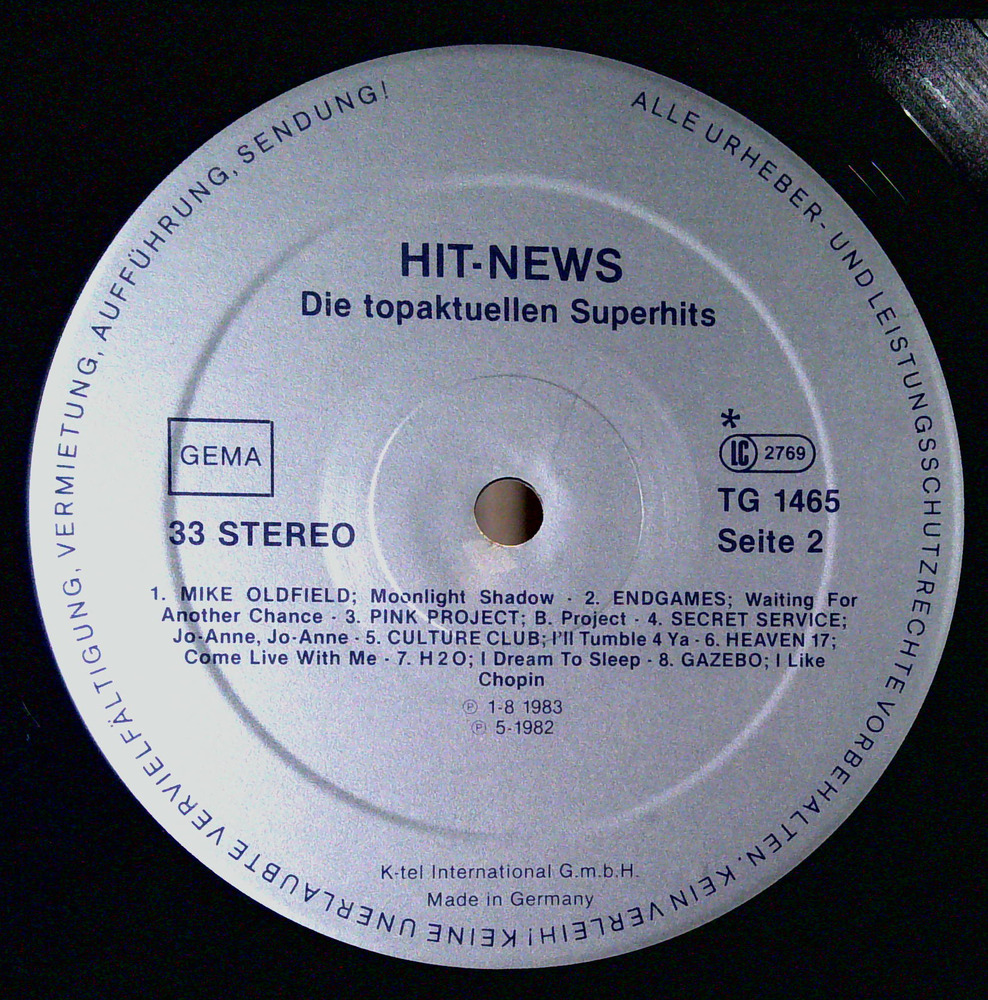 ALLE URHEBER- UND LEISTUNGSSCHUTZRECHTE VORBEHALTEN. KEIN VERLEIH! KEINE UNERLAUBTE VERVIELFÄLTIGUNG, VERMIETUNG, AUFFÜHRUNG, SENDUNG!
HIT-NEWS
Die topaktuellen Superhits
GEMA
33 STEREO
*
LC 2769
TG 1465
Seite 2
1. MIKE OLDFIELD; Moonlight Shadow · 2. ENDGAMES; Waiting For
Another Chance · 3. PINK PROJECT; B. Project · 4. SECRET SERVICE;
Jo-Anne, Jo-Anne · 5. CULTURE CLUB; I'll Tumble 4 Ya · 6. HEAVEN 17;
Come Live With Me · 7. H2O; I Dream To Sleep · 8. GAZEBO; I Like
Chopin
℗ 1-8 1983
℗ 5-1982
K-tel International G.m.b.H.
Made in Germany